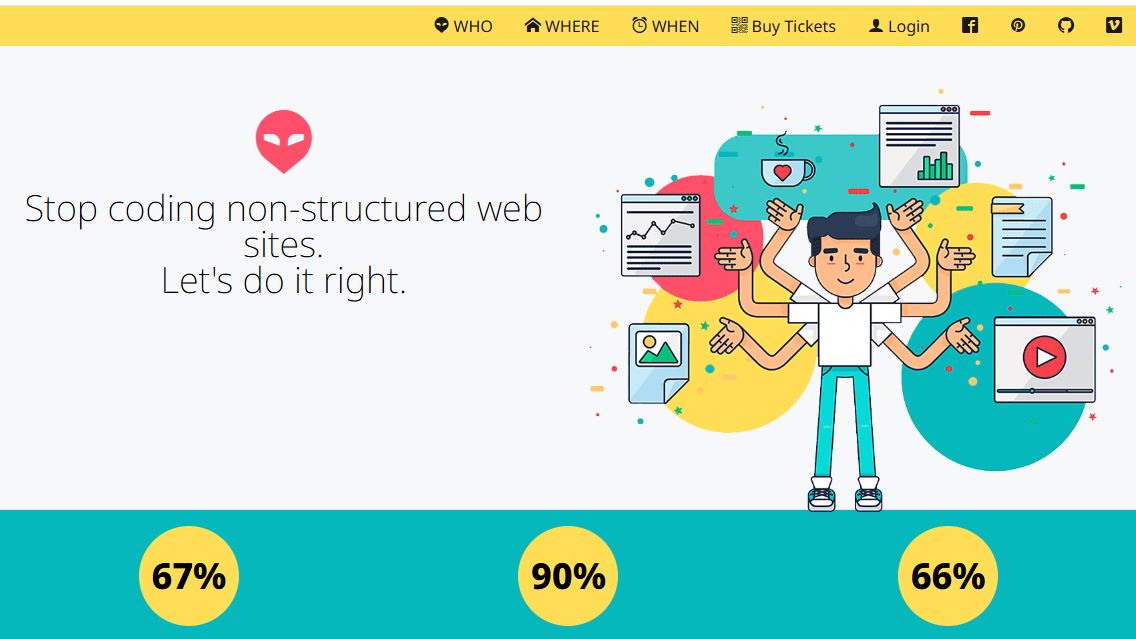 WHO WHERE WHEN Buy Tickets Login
Stop coding non-structured web
sites.
Let's do it right.
67% 90% 66%